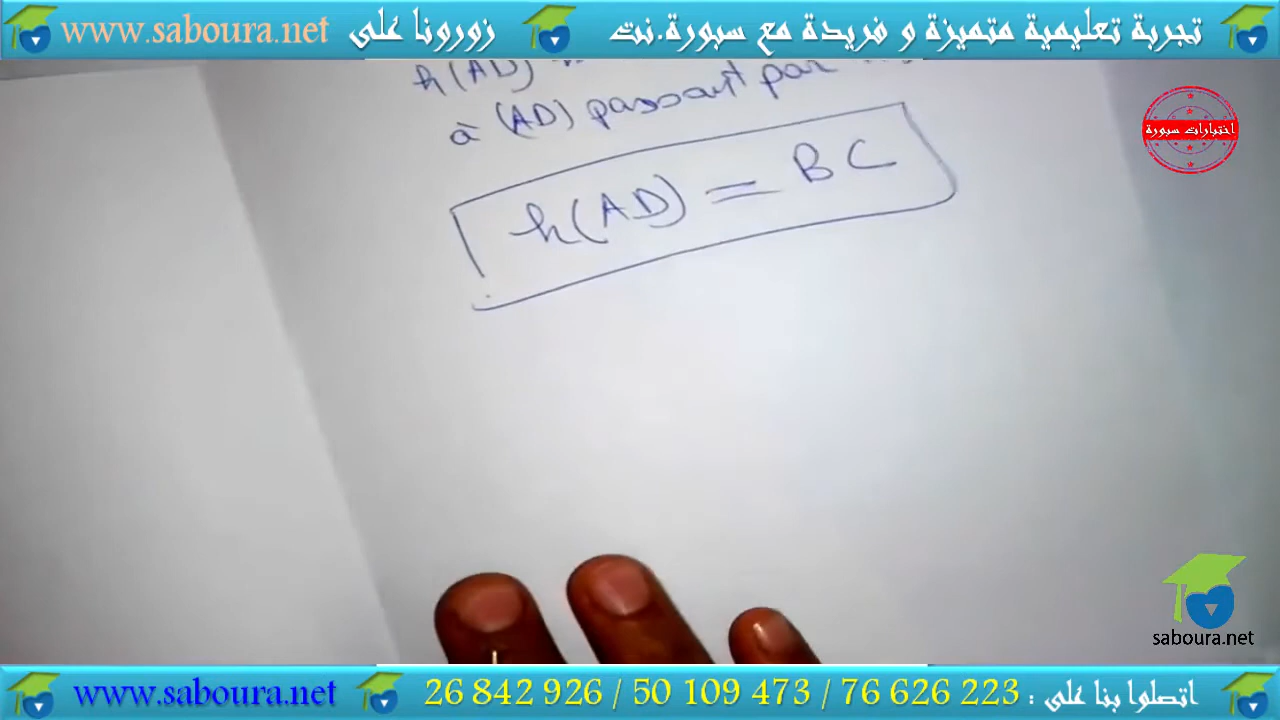 www.saboura.net زورونا على تجربة تعليمية متميزة و فريدة مع سبورة.نت
h(AD)
à (AD) passant par
h(AD) = BC
اختبارات سبورة
saboura.net
www.saboura.net 26 842 926 / 50 109 473 / 76 626 223 : اتصلوا بنا على